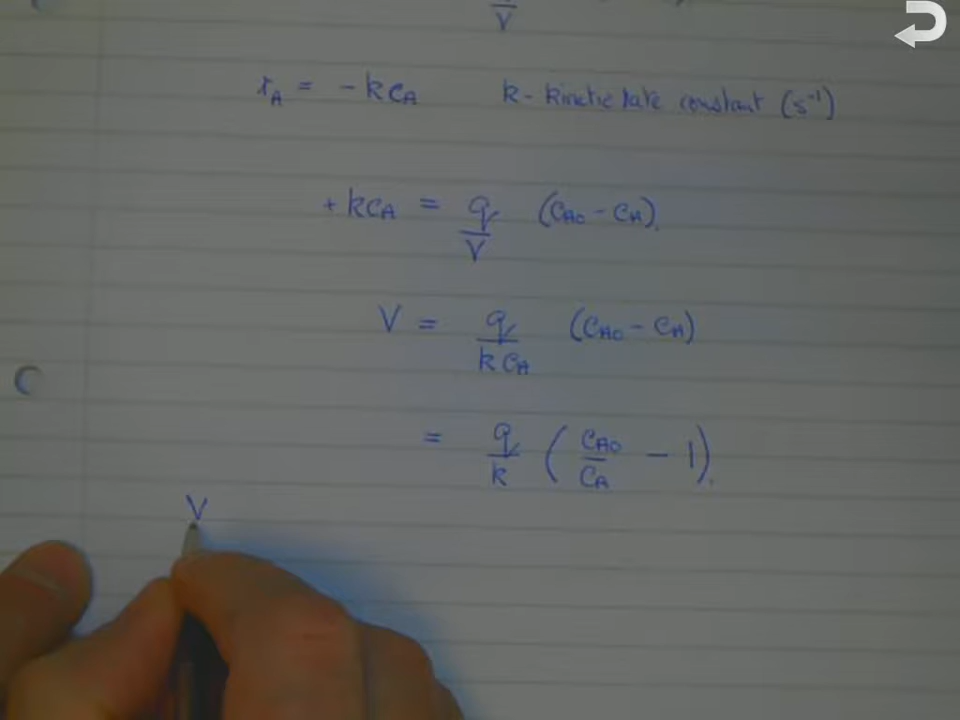 V
r_A = - k C_A    k - kinetic rate constant (s⁻¹)
+ k C_A = q/V (C_A0 - C_A).
V = q/(k C_A) (C_A0 - C_A)
= q/k (C_A0/C_A - 1).
C
V